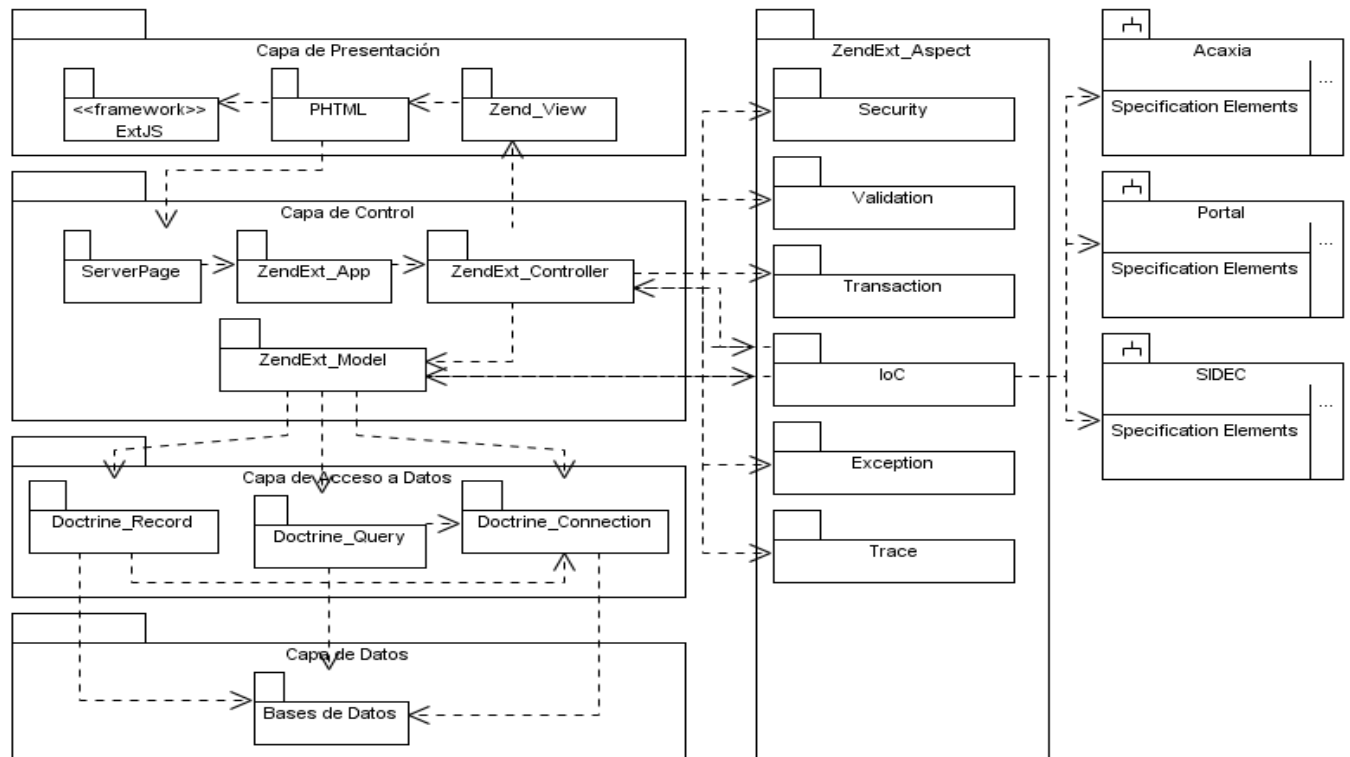 Capa de Presentación
<<framework>>
ExtJS
PHTML
Zend_View
Capa de Control
ServerPage
ZendExt_App
ZendExt_Controller
ZendExt_Model
Capa de Acceso a Datos
Doctrine_Record
Doctrine_Query
Doctrine_Connection
Capa de Datos
Bases de Datos
ZendExt_Aspect
Security
Validation
Transaction
IoC
Exception
Trace
Acaxia
...
Specification Elements
Portal
...
Specification Elements
SIDEC
...
Specification Elements